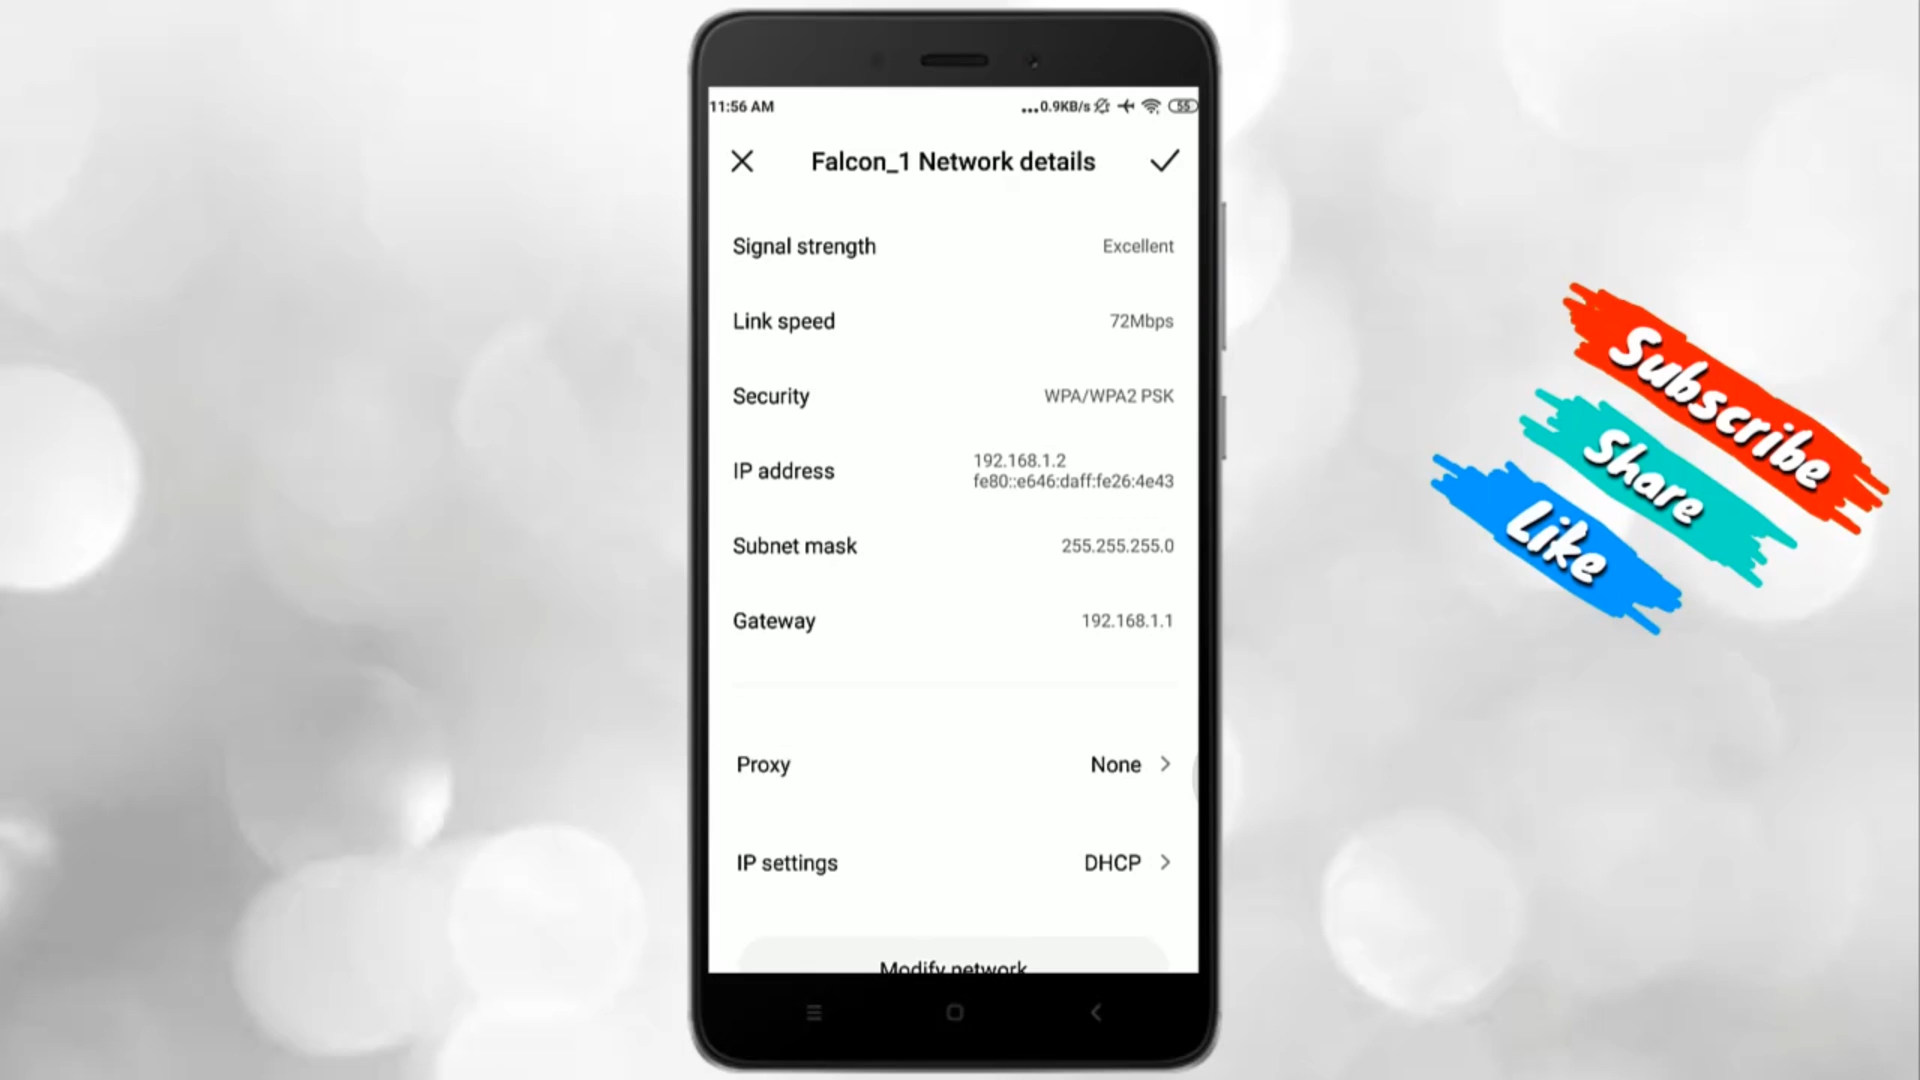 11:56 AM
...0.9KB/s
55
Falcon_1 Network details
Signal strength
Excellent
Link speed
72Mbps
Security
WPA/WPA2 PSK
IP address
192.168.1.2
fe80::e646:daff:fe26:4e43
Subnet mask
255.255.255.0
Gateway
192.168.1.1
Proxy
None
IP settings
DHCP
Modify network
Subscribe
Share
Like